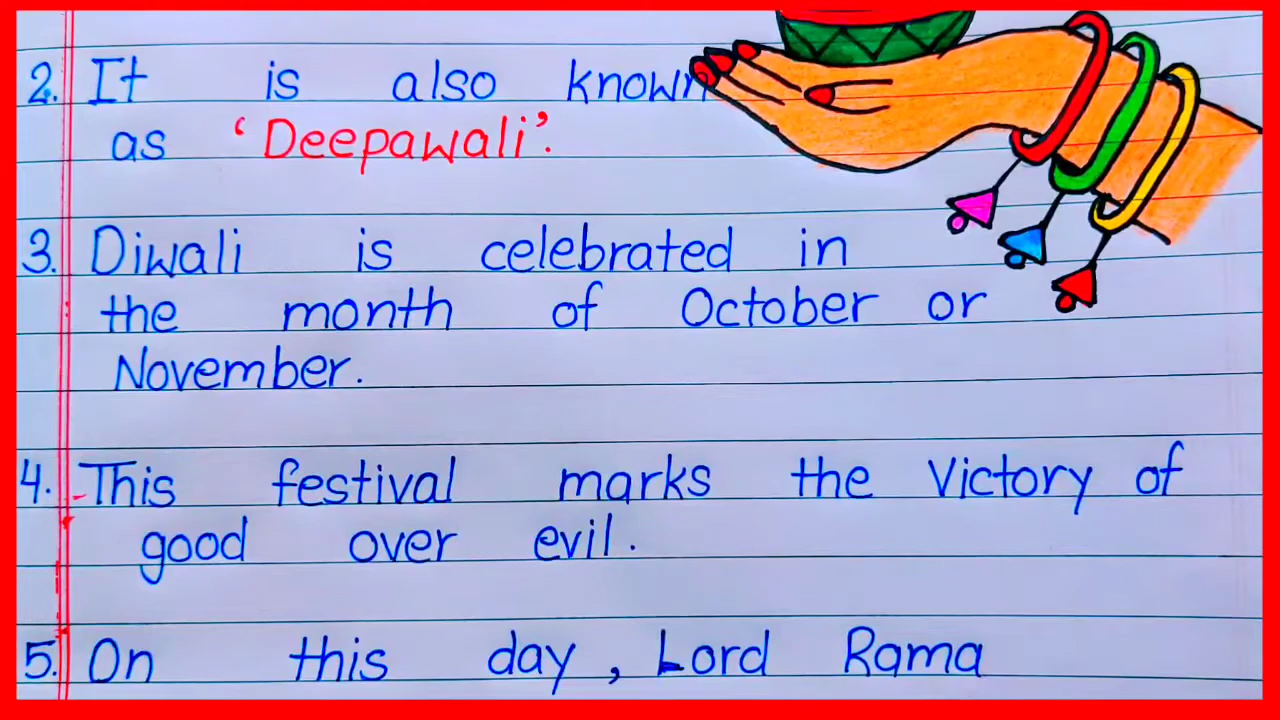 2. It is also known
as 'Deepawali'.
3. Diwali is celebrated in
the month of October or
November.
4. This festival marks the Victory of
good over evil.
5. On this day, Lord Rama